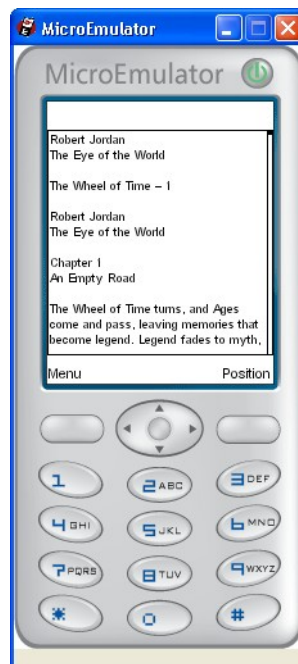 MicroEmulator
MicroEmulator
Robert Jordan
The Eye of the World
The Wheel of Time – 1
Robert Jordan
The Eye of the World
Chapter 1
An Empty Road
The Wheel of Time turns, and Ages
come and pass, leaving memories that
become legend. Legend fades to myth,
Menu Position
1 2 ABC 3 DEF
4 GHI 5 JKL 6 MNO
7 PQRS 8 TUV 9 WXYZ
* 0 #